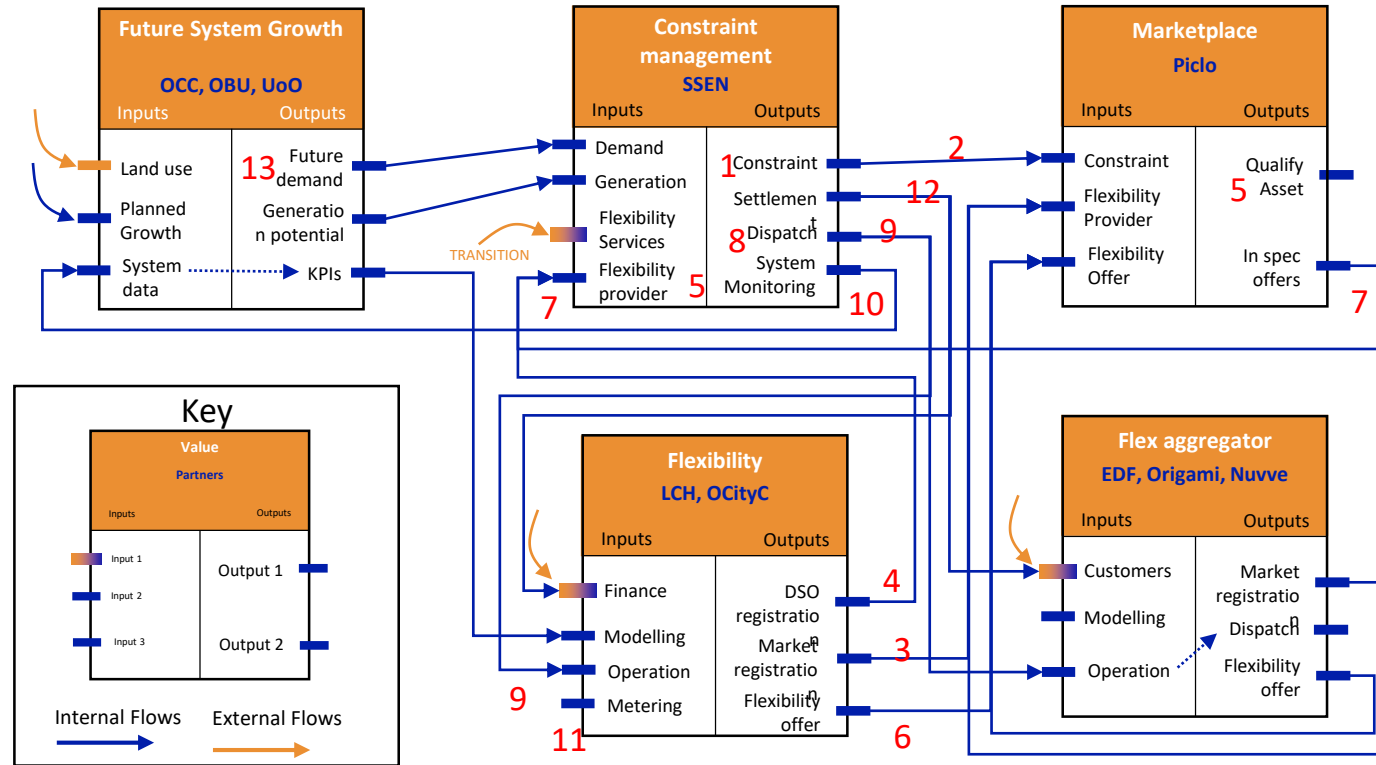 Future System Growth
OCC, OBU, UoO
Inputs
Outputs
Land use
Planned
Growth
System
data
13
Future
demand
Generatio
n potential
KPIs
Constraint
management
SSEN
Inputs
Outputs
Demand
Generation
Flexibility
Services
Flexibility
provider
TRANSITION
5
7
1
Constraint
Settlemen
t
8
Dispatch
System
Monitoring
2
12
9
10
Marketplace
Piclo
Inputs
Outputs
Constraint
Flexibility
Provider
Flexibility
Offer
Qualify
Asset
5
In spec
offers
7
Key
Value
Partners
Inputs
Outputs
Input 1
Input 2
Input 3
Output 1
Output 2
Internal Flows
External Flows
Flexibility
LCH, OCityC
Inputs
Outputs
Finance
Modelling
Operation
Metering
9
11
DSO
registratio
n
Market
registratio
n
Flexibility
offer
4
3
6
Flex aggregator
EDF, Origami, Nuvve
Inputs
Outputs
Customers
Modelling
Operation
Market
registratio
n
Dispatch
Flexibility
offer